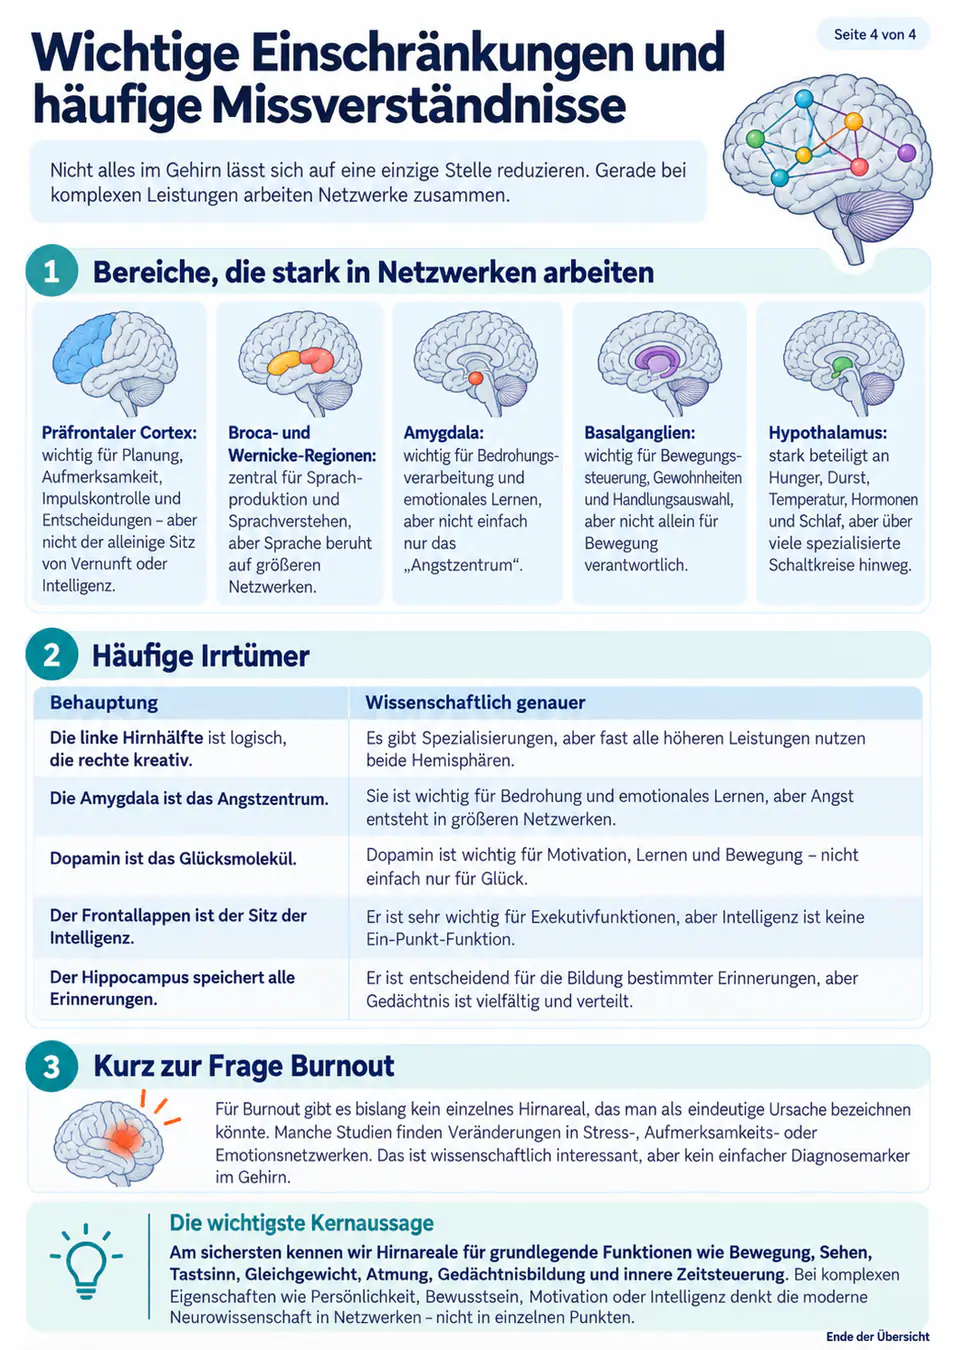 Seite 4 von 4
Wichtige Einschränkungen und
häufige Missverständnisse
Nicht alles im Gehirn lässt sich auf eine einzige Stelle reduzieren. Gerade bei
komplexen Leistungen arbeiten Netzwerke zusammen.
1 Bereiche, die stark in Netzwerken arbeiten
Präfrontaler Cortex:
wichtig für Planung,
Aufmerksamkeit,
Impulskontrolle und
Entscheidungen – aber
nicht der alleinige Sitz
von Vernunft oder
Intelligenz.
Broca- und
Wernicke-Regionen:
zentral für Sprach-
produktion und
Sprachverstehen,
aber Sprache beruht
auf größeren
Netzwerken.
Amygdala:
wichtig für Bedrohungs-
verarbeitung und
emotionales Lernen,
aber nicht einfach
nur das
„Angstzentrum“.
Basalganglien:
wichtig für Bewegungs-
steuerung, Gewohnheiten
und Handlungsauswahl,
aber nicht allein für
Bewegung
verantwortlich.
Hypothalamus:
stark beteiligt an
Hunger, Durst,
Temperatur, Hormonen
und Schlaf, aber über
viele spezialisierte
Schaltkreise hinweg.
2 Häufige Irrtümer
Behauptung
Wissenschaftlich genauer
Die linke Hirnhälfte ist logisch,
die rechte kreativ.
Es gibt Spezialisierungen, aber fast alle höheren Leistungen nutzen
beide Hemisphären.
Die Amygdala ist das Angstzentrum.
Sie ist wichtig für Bedrohung und emotionales Lernen, aber Angst
entsteht in größeren Netzwerken.
Dopamin ist das Glücksmolekül.
Dopamin ist wichtig für Motivation, Lernen und Bewegung – nicht
einfach nur für Glück.
Der Frontallappen ist der Sitz der
Intelligenz.
Er ist sehr wichtig für Exekutivfunktionen, aber Intelligenz ist keine
Ein-Punkt-Funktion.
Der Hippocampus speichert alle
Erinnerungen.
Er ist entscheidend für die Bildung bestimmter Erinnerungen, aber
Gedächtnis ist vielfältig und verteilt.
3 Kurz zur Frage Burnout
Für Burnout gibt es bislang kein einzelnes Hirnareal, das man als eindeutige Ursache bezeichnen
könnte. Manche Studien finden Veränderungen in Stress-, Aufmerksamkeits- oder
Emotionsnetzwerken. Das ist wissenschaftlich interessant, aber kein einfacher Diagnosemarker
im Gehirn.
Die wichtigste Kernaussage
Am sichersten kennen wir Hirnareale für grundlegende Funktionen wie Bewegung, Sehen,
Tastsinn, Gleichgewicht, Atmung, Gedächtnisbildung und innere Zeitsteuerung. Bei komplexen
Eigenschaften wie Persönlichkeit, Bewusstsein, Motivation oder Intelligenz denkt die moderne
Neurowissenschaft in Netzwerken – nicht in einzelnen Punkten.
Ende der Übersicht